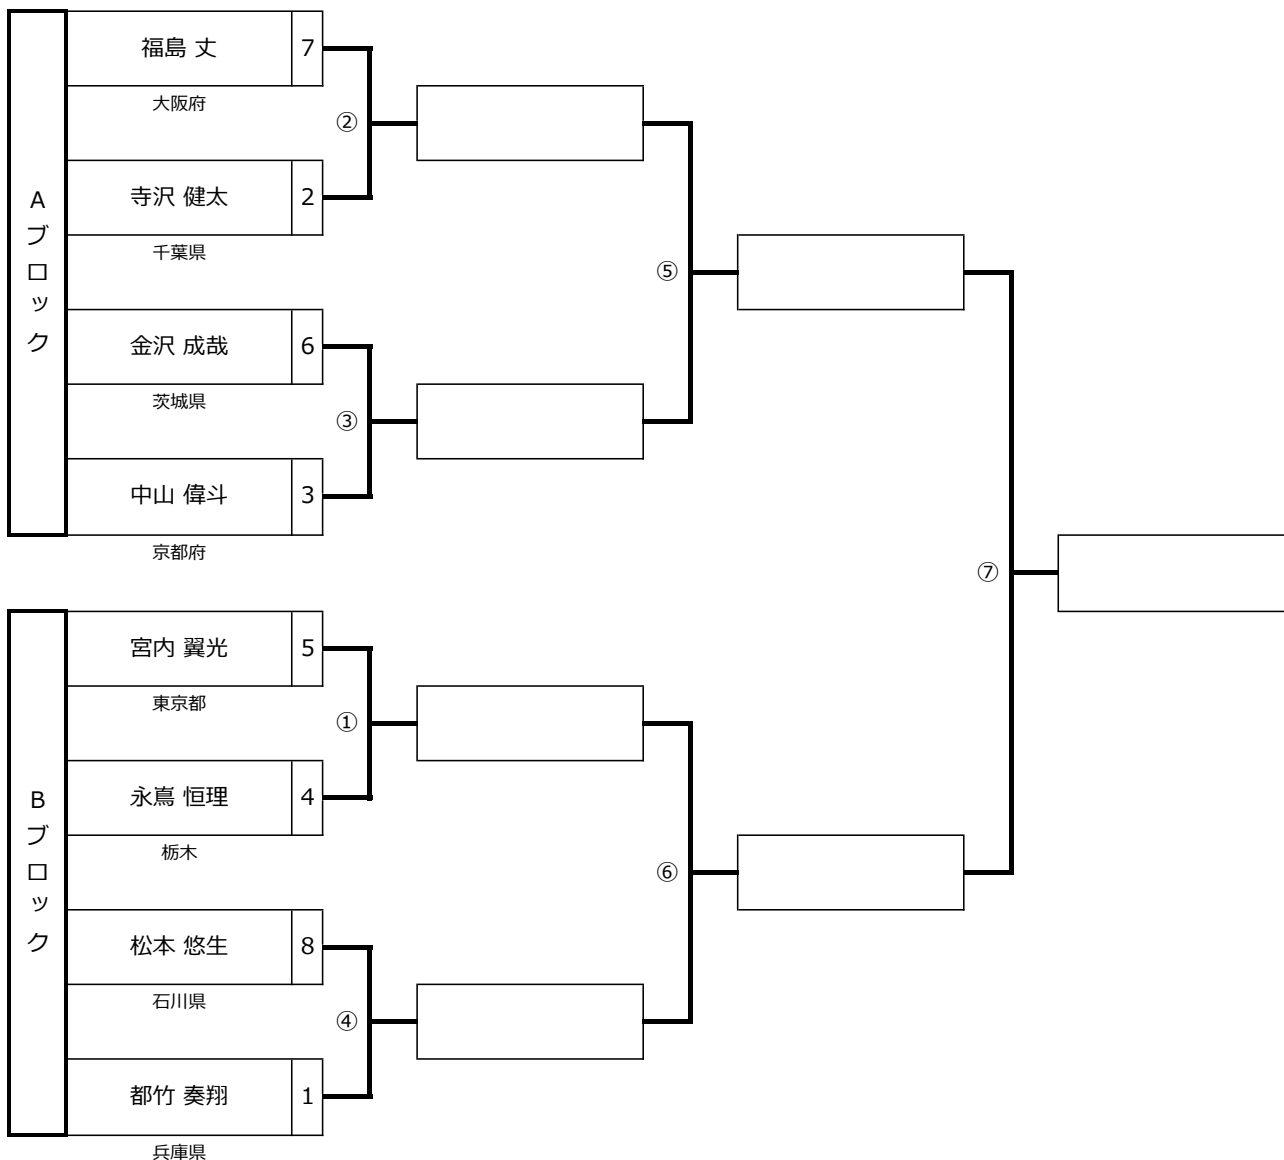 Aブロック
福島 丈 7
大阪府
②
寺沢 健太 2
千葉県
⑤
金沢 成哉 6
茨城県
③
中山 偉斗 3
京都府
⑦
Bブロック
宮内 翼光 5
東京都
①
永嶌 恒理 4
栃木
⑥
松本 悠生 8
石川県
④
都竹 奏翔 1
兵庫県